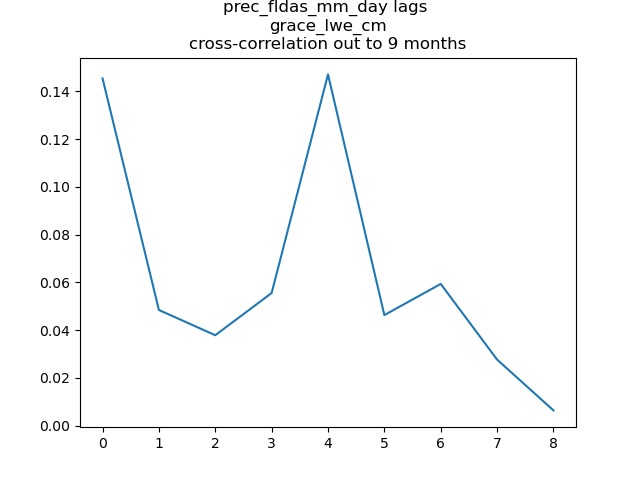 prec_fldas_mm_day lags
grace_lwe_cm
cross-correlation out to 9 months
0.14
0.12
0.10
0.08
0.06
0.04
0.02
0.00
0 1 2 3 4 5 6 7 8